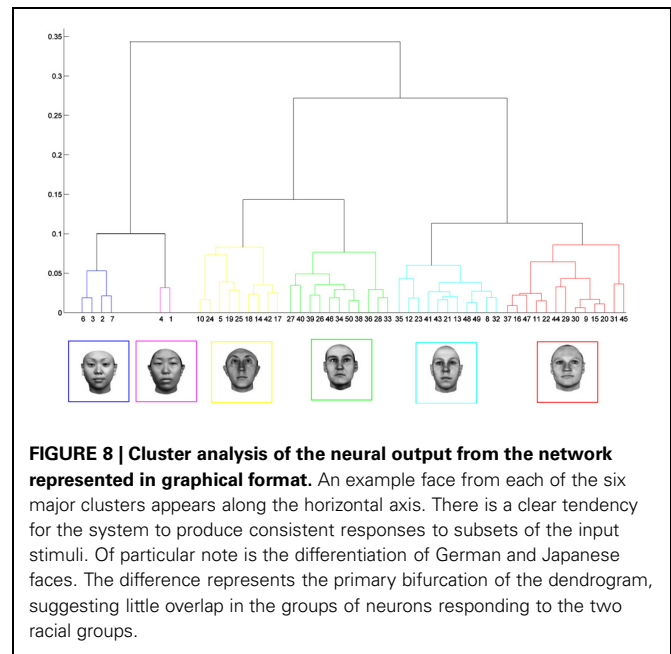 0.35
0.3
0.25
0.2
0.15
0.1
0.05
0
6 3 2 7 4 1 10 24 5 19 25 18 14 42 17 27 40 39 26 46 34 50 38 36 28 33 35 12 23 41 43 21 13 48 49 8 32 37 16 47 11 22 44 29 30 9 15 20 31 45
FIGURE 8 | Cluster analysis of the neural output from the network
represented in graphical format. An example face from each of the six
major clusters appears along the horizontal axis. There is a clear tendency
for the system to produce consistent responses to subsets of the input
stimuli. Of particular note is the differentiation of German and Japanese
faces. The difference represents the primary bifurcation of the dendrogram,
suggesting little overlap in the groups of neurons responding to the two
racial groups.